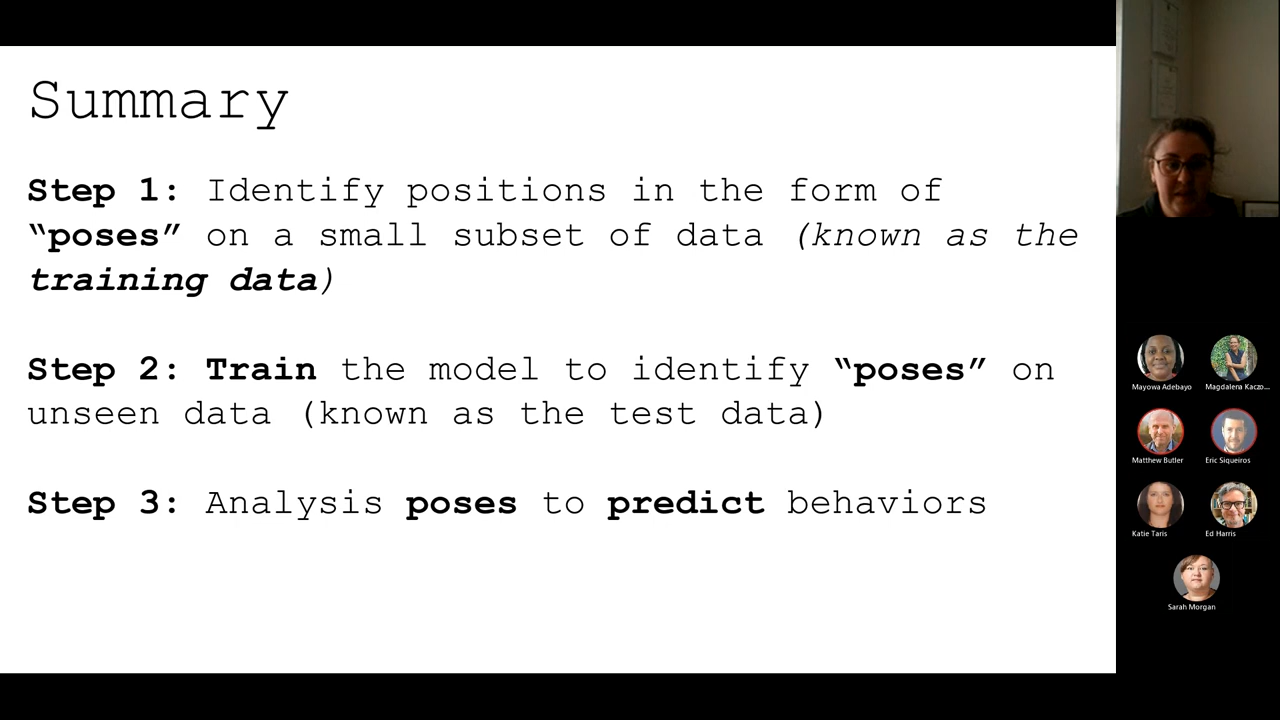 Summary
Step 1: Identify positions in the form of
“poses” on a small subset of data (known as the
training data)
Step 2: Train the model to identify “poses” on
unseen data (known as the test data)
Step 3: Analysis poses to predict behaviors
Mayowa Adebayo
Magdalena Kaczo...
Matthew Butler
Eric Siqueiros
Katie Taris
Ed Harris
Sarah Morgan